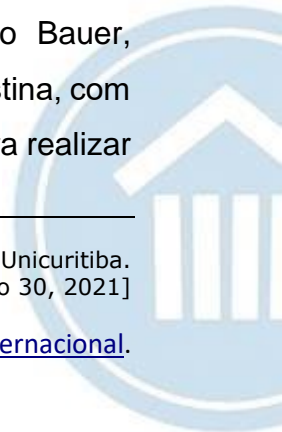 o Bauer,
stina, com
a realizar
Unicuritiba.
o 30, 2021]
ernacional.